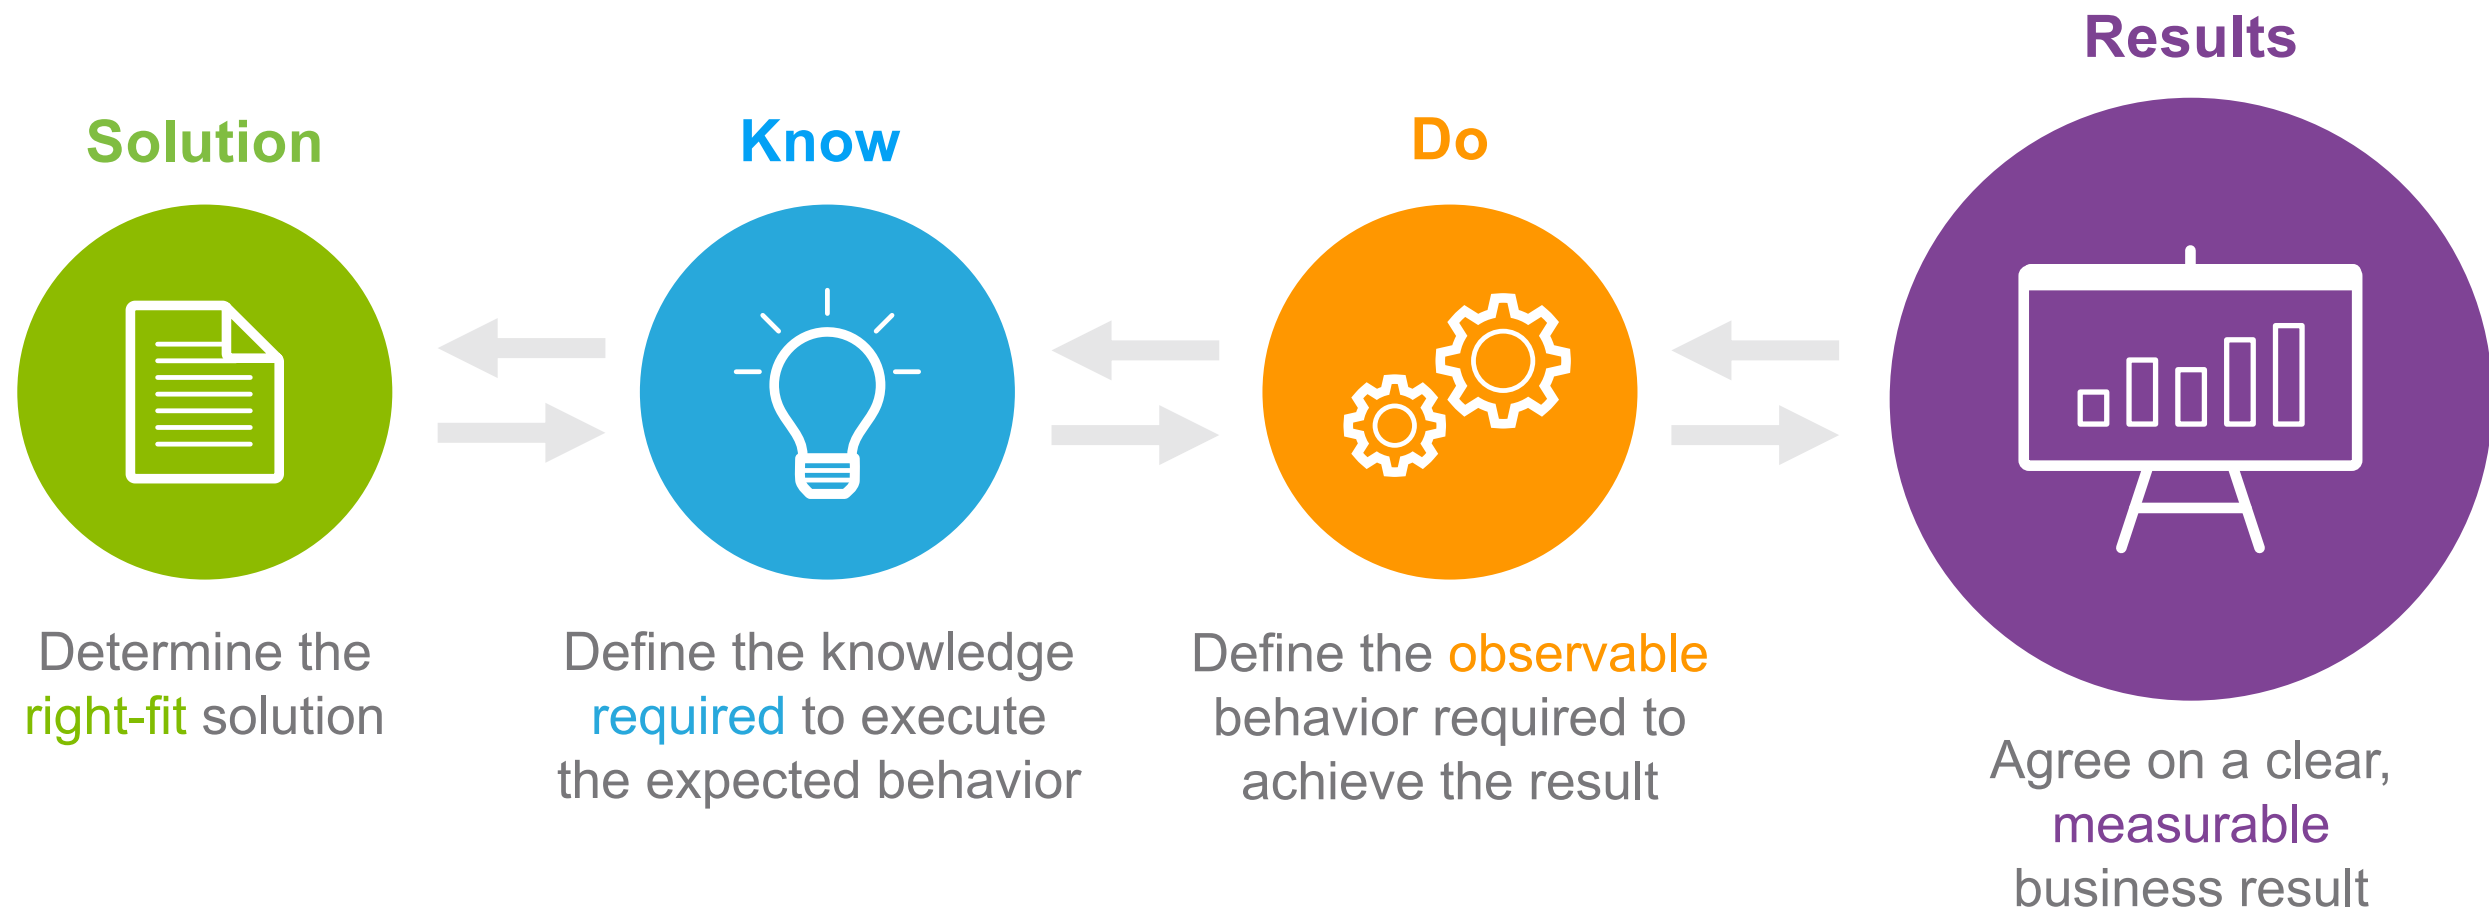 Solution
Determine the
right-fit solution
Know
Define the knowledge
required to execute
the expected behavior
Do
Define the observable
behavior required to
achieve the result
Results
Agree on a clear,
measurable
business result